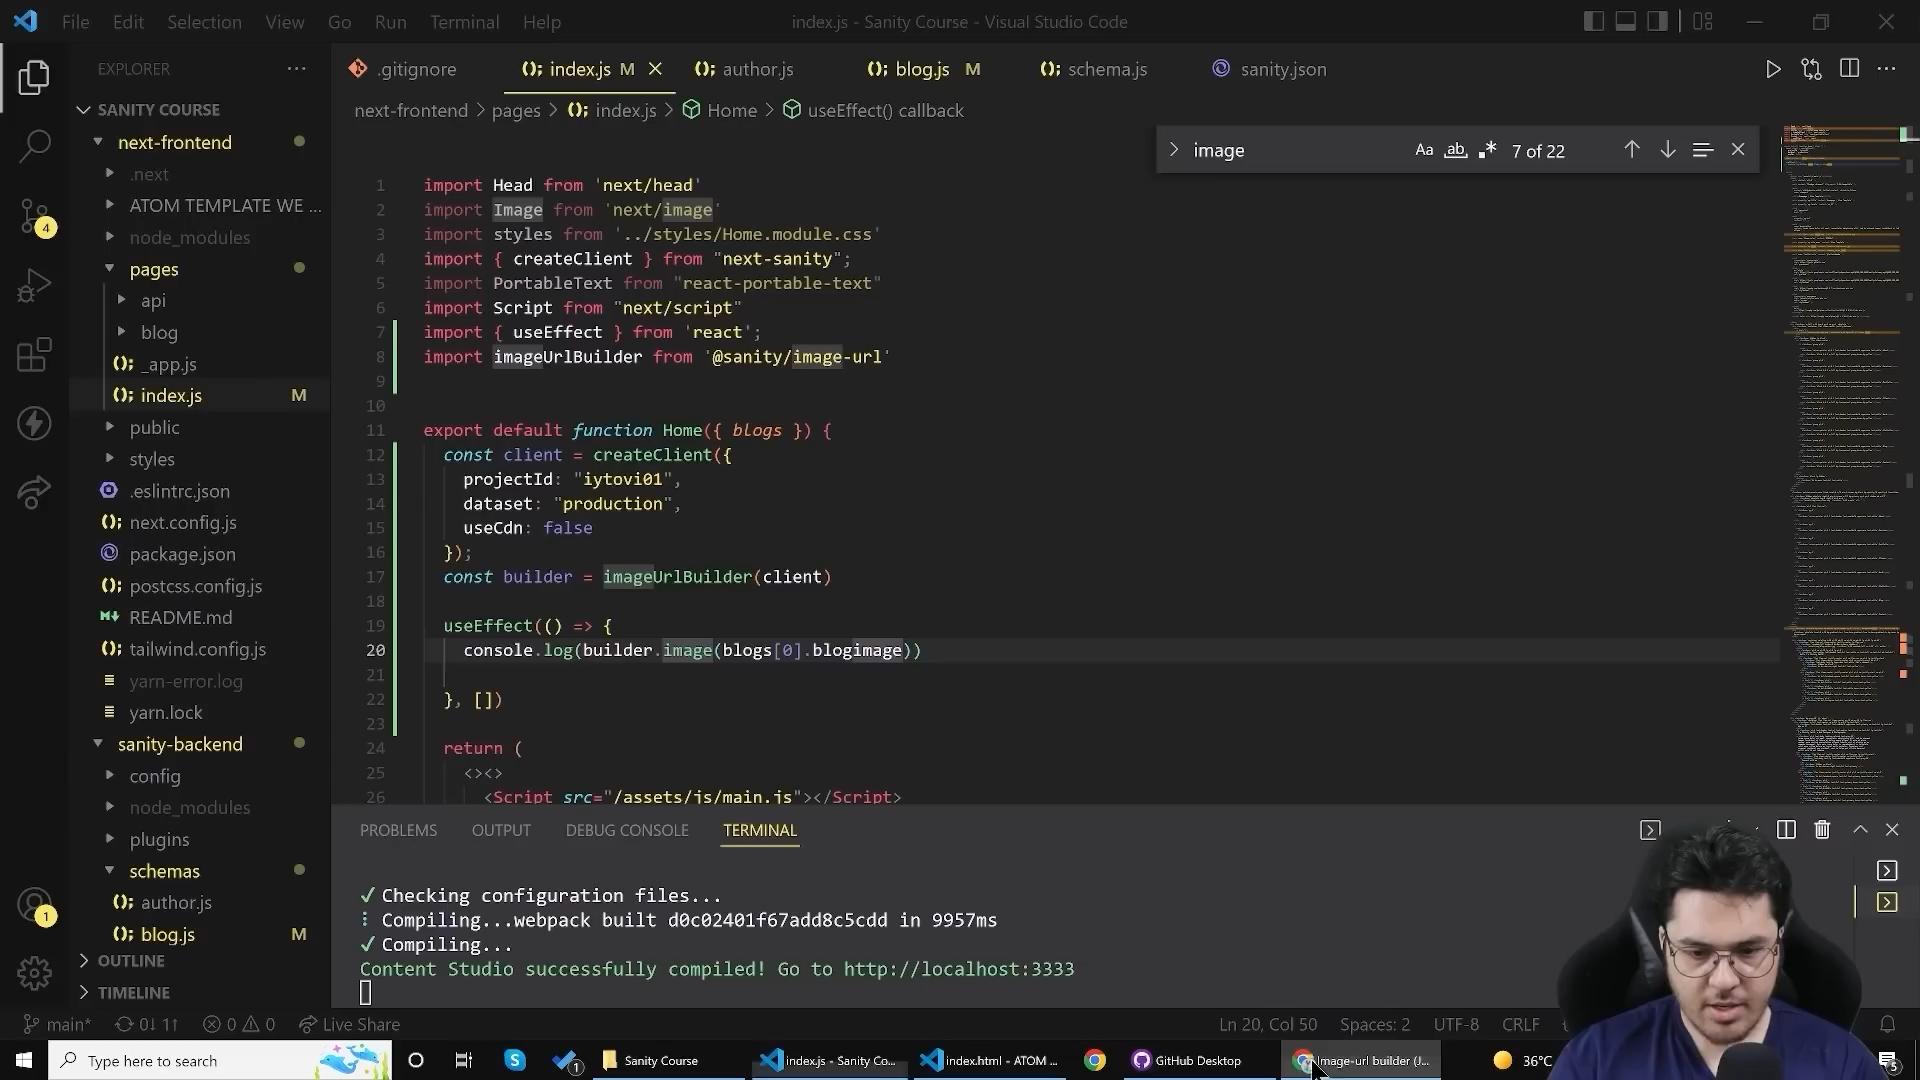 File Edit Selection View Go Run Terminal Help
index.js - Sanity Course - Visual Studio Code
EXPLORER
.gitignore
index.js M
author.js
blog.js M
schema.js
sanity.json
SANITY COURSE
next-frontend > pages > index.js > Home > useEffect() callback
image
Aa ab 7 of 22
next-frontend
.next
ATOM TEMPLATE WE ...
node_modules
pages
api
blog
_app.js
index.js M
public
styles
.eslintrc.json
next.config.js
package.json
postcss.config.js
README.md
tailwind.config.js
yarn-error.log
yarn.lock
sanity-backend
config
node_modules
plugins
schemas
author.js
blog.js M
OUTLINE
TIMELINE
4
1
1 import Head from 'next/head'
2 import Image from 'next/image'
3 import styles from '../styles/Home.module.css'
4 import { createClient } from "next-sanity";
5 import PortableText from "react-portable-text"
6 import Script from "next/script"
7 import { useEffect } from 'react';
8 import imageUrlBuilder from '@sanity/image-url'
9
10
11 export default function Home({ blogs }) {
12 const client = createClient({
13 projectId: "iytovi01",
14 dataset: "production",
15 useCdn: false
16 });
17 const builder = imageUrlBuilder(client)
18
19 useEffect(() => {
20 console.log(builder.image(blogs[0].blogimage))
21
22 }, [])
23
24 return (
25 <><>
26 <Script src="/assets/js/main.js"></Script>
PROBLEMS OUTPUT DEBUG CONSOLE TERMINAL
✓ Checking configuration files...
Compiling...webpack built d0c02401f67add8c5cdd in 9957ms
✓ Compiling...
Content Studio successfully compiled! Go to http://localhost:3333
main* 0↓ 1↑ 0 0 Live Share
Ln 20, Col 50 Spaces: 2 UTF-8 CRLF
Type here to search
1
Sanity Course
index.js - Sanity Co...
index.html - ATOM ...
GitHub Desktop
Image-url builder (J...
36°C
5